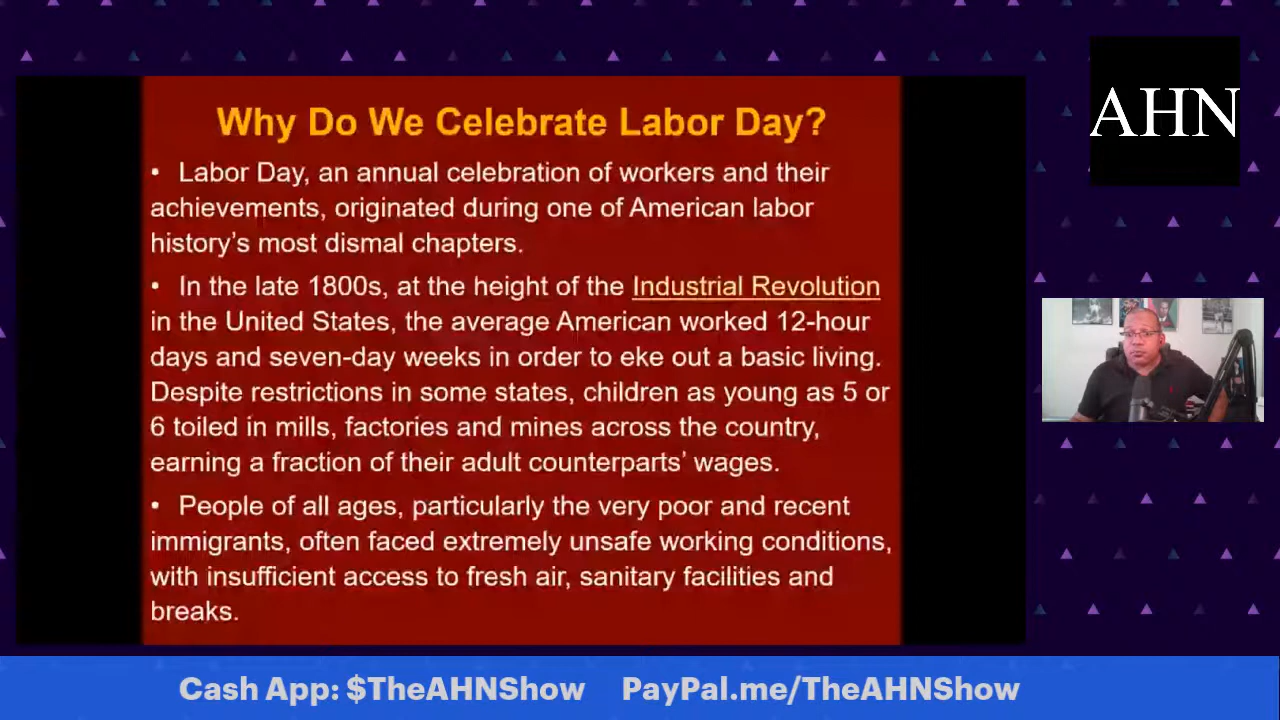 AHN
Why Do We Celebrate Labor Day?
• Labor Day, an annual celebration of workers and their
achievements, originated during one of American labor
history’s most dismal chapters.
• In the late 1800s, at the height of the Industrial Revolution
in the United States, the average American worked 12-hour
days and seven-day weeks in order to eke out a basic living.
Despite restrictions in some states, children as young as 5 or
6 toiled in mills, factories and mines across the country,
earning a fraction of their adult counterparts’ wages.
• People of all ages, particularly the very poor and recent
immigrants, often faced extremely unsafe working conditions,
with insufficient access to fresh air, sanitary facilities and
breaks.
Cash App: $TheAHNShow PayPal.me/TheAHNShow